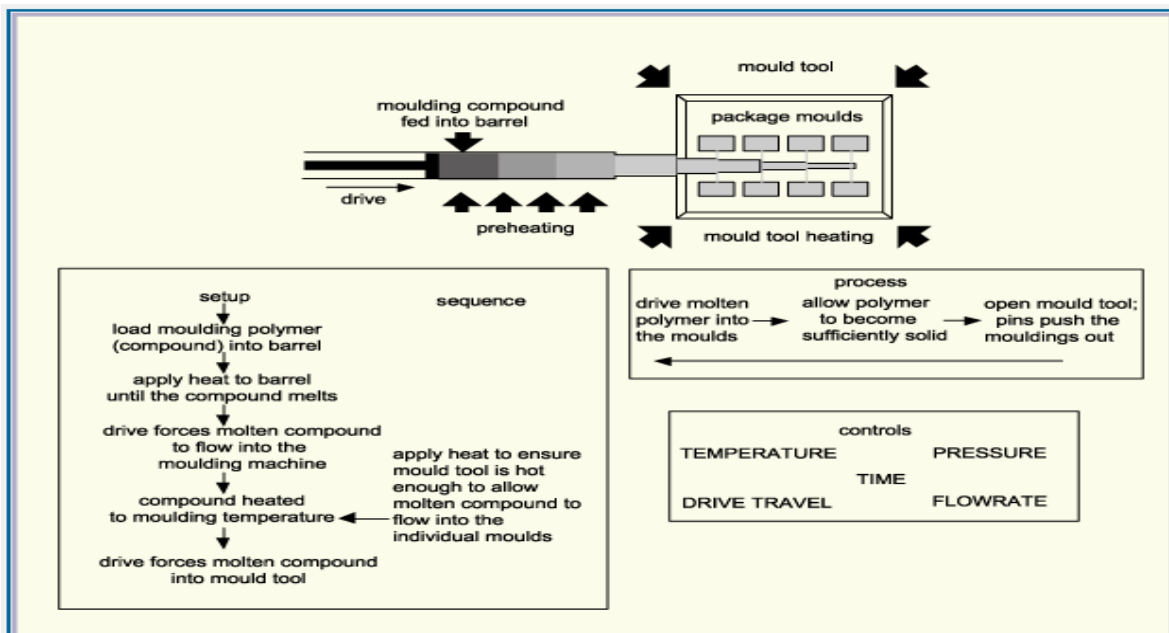 mould tool
moulding compound
fed into barrel
package moulds
drive
preheating
mould tool heating
setup
sequence
load moulding polymer
(compound) into barrel
apply heat to barrel
until the compound melts
drive forces molten compound
to flow into the
moulding machine
compound heated
to moulding temperature
apply heat to ensure
mould tool is hot
enough to allow
molten compound to
flow into the
individual moulds
drive forces molten compound
into mould tool
process
drive molten
polymer into
the moulds
allow polymer
to become
sufficiently solid
open mould tool;
pins push the
mouldings out
controls
TEMPERATURE
PRESSURE
TIME
DRIVE TRAVEL
FLOWRATE